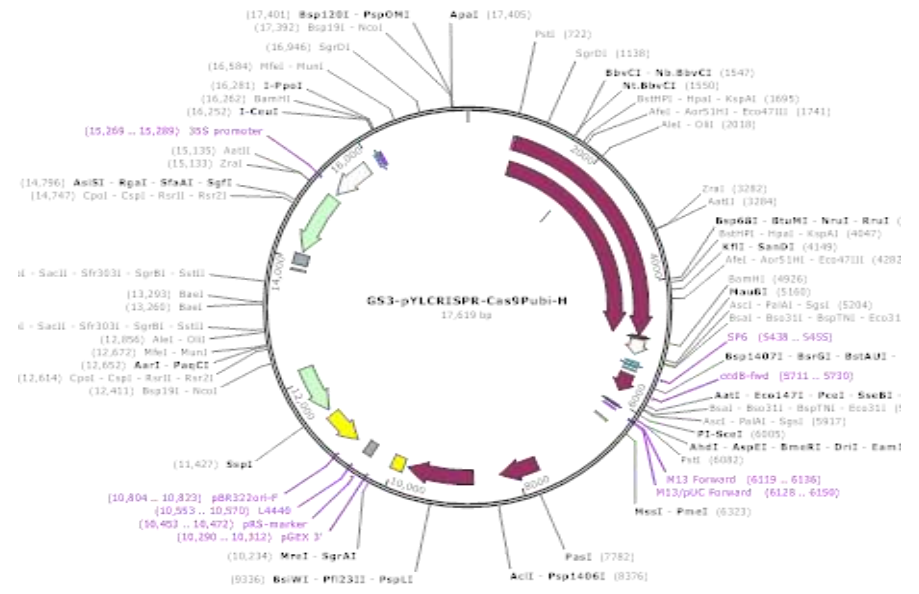 (17,401) Bsp120I - PspOMI
ApaI (17,405)
(17,392) Bsp19I - NcoI
PstI (722)
(16,946) SgrDI
SgrDI (1138)
(16,584) MfeI - MunI
BbvCI - Nb.BbvCI (1547)
(16,281) I-PpoI
Nt.BbvCI (1550)
(16,262) BamHI
BstHPI - HpaI - KspAI (1695)
(16,252) I-CeuI
AfeI - Aor51HI - Eco47III (1741)
(15,269 .. 15,289) 35S promoter
AleI - OliI (2018)
(15,135) AatII
(15,133) ZraI
16,000
2000
(14,796) AsiSI - RgaI - SfaAI - SgfI
ZraI (3282)
(14,747) CpoI - CspI - RsrII - Rsr2I
AatII (3284)
Bsp68I - BtuMI - NruI - RruI (
BstHPI - HpaI - KspAI (4047)
KflI - SanDI (4149)
AfeI - Aor51HI - Eco47III (4282
14,000
4000
I - SacII - Sfr303I - SgrBI - SstII
BamHI (4926)
(13,293) BaeI
MauBI (5160)
GS3-pYLCRISPR-Cas9Pubi-H
(13,260) BaeI
AscI - PalAI - SgsI (5204)
17,619 bp
BsaI - Bso31I - BspTNI - Eco31
I - SacII - Sfr303I - SgrBI - SstII
SP6 (5438 .. 5455)
(12,856) AleI - OliI
Bsp1407I - BsrGI - BstAUI -
(12,672) MfeI - MunI
(12,652) AarI - PaqCI
ccdB-fwd (5711 .. 5730)
(12,614) CpoI - CspI - RsrII - Rsr2I
AatI - Eco147I - PceI - SseBI -
(12,411) Bsp19I - NcoI
BsaI - Bso31I - BspTNI - Eco31I (
12,000
6000
AscI - PalAI - SgsI (5917)
PI-SceI (6005)
AhdI - AspEI - BmeRI - DriI - Eam1
PstI (6082)
(11,427) SspI
M13 Forward (6119 .. 6136)
M13/pUC Forward (6128 .. 6150)
(10,804 .. 10,823) pBR322ori-F
10,000
8000
(10,553 .. 10,570) L4440
MssI - PmeI (6323)
(10,453 .. 10,472) pRS-marker
(10,290 .. 10,312) pGEX 3'
(10,234) MreI - SgrAI
PasI (7782)
(9336) BsiWI - Pfl23II - PspLI
AclI - Psp1406I (8376)